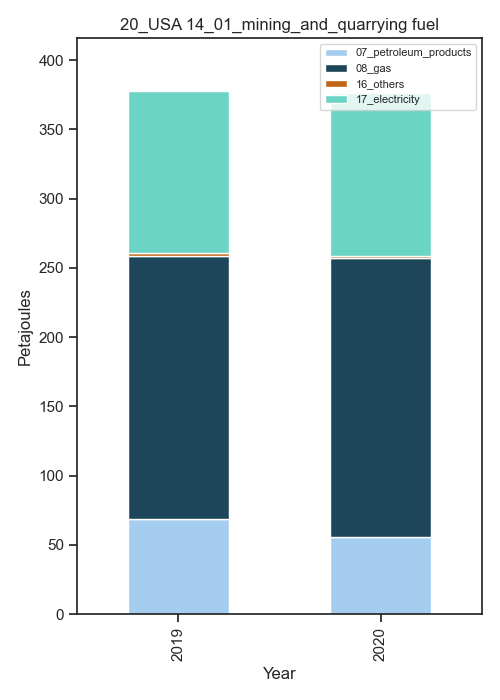 20_USA 14_01_mining_and_quarrying fuel
07_petroleum_products
08_gas
16_others
17_electricity
400
350
300
250
200
150
100
50
0
Petajoules
2019
2020
Year